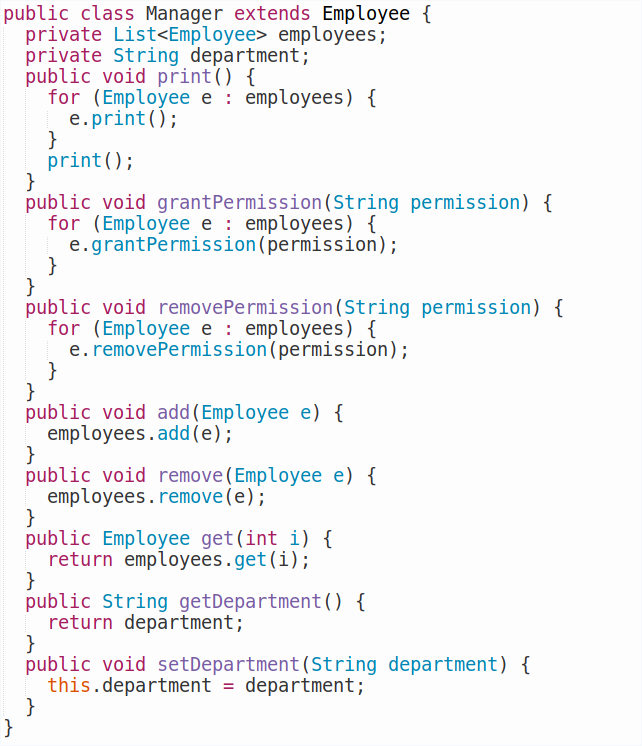 public class Manager extends Employee {
  private List<Employee> employees;
  private String department;
  public void print() {
    for (Employee e : employees) {
      e.print();
    }
    print();
  }
  public void grantPermission(String permission) {
    for (Employee e : employees) {
      e.grantPermission(permission);
    }
  }
  public void removePermission(String permission) {
    for (Employee e : employees) {
      e.removePermission(permission);
    }
  }
  public void add(Employee e) {
    employees.add(e);
  }
  public void remove(Employee e) {
    employees.remove(e);
  }
  public Employee get(int i) {
    return employees.get(i);
  }
  public String getDepartment() {
    return department;
  }
  public void setDepartment(String department) {
    this.department = department;
  }
}